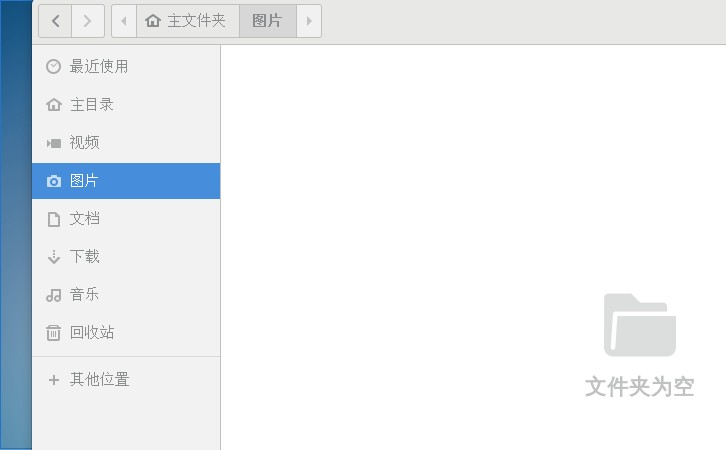 主文件夹 图片
最近使用
主目录
视频
图片
文档
下载
音乐
回收站
其他位置
文件夹为空